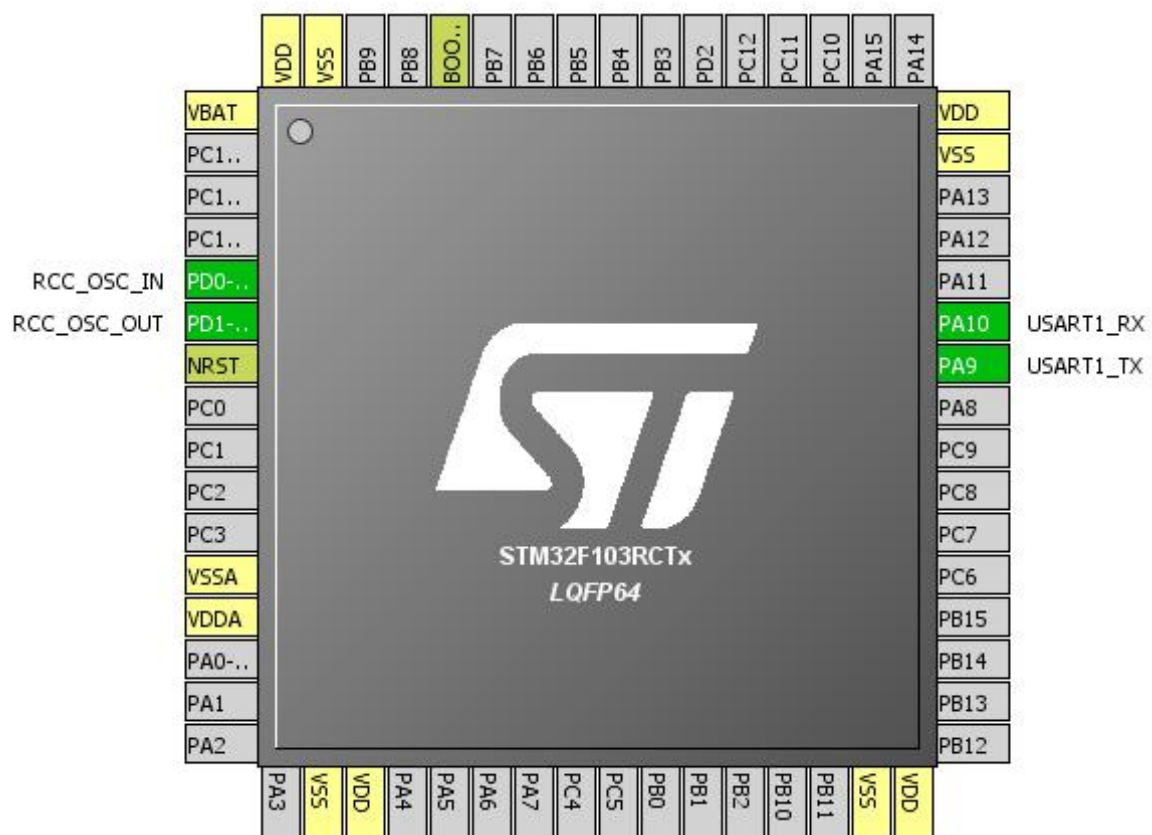 VDD VSS PB9 PB8 BOO.. PB7 PB6 PB5 PB4 PB3 PD2 PC12 PC11 PC10 PA15 PA14
VBAT VDD
PC1.. VSS
PC1.. PA13
PC1.. PA12
RCC_OSC_IN PD0-.. PA11
RCC_OSC_OUT PD1-.. PA10 USART1_RX
NRST PA9 USART1_TX
PC0 PA8
PC1 PC9
PC2 PC8
PC3 PC7
VSSA PC6
VDDA PB15
PA0-.. PB14
PA1 PB13
PA2 PB12
ST
STM32F103RCTx
LQFP64
PA3 VSS VDD PA4 PA5 PA6 PA7 PC4 PC5 PB0 PB1 PB2 PB10 PB11 VSS VDD